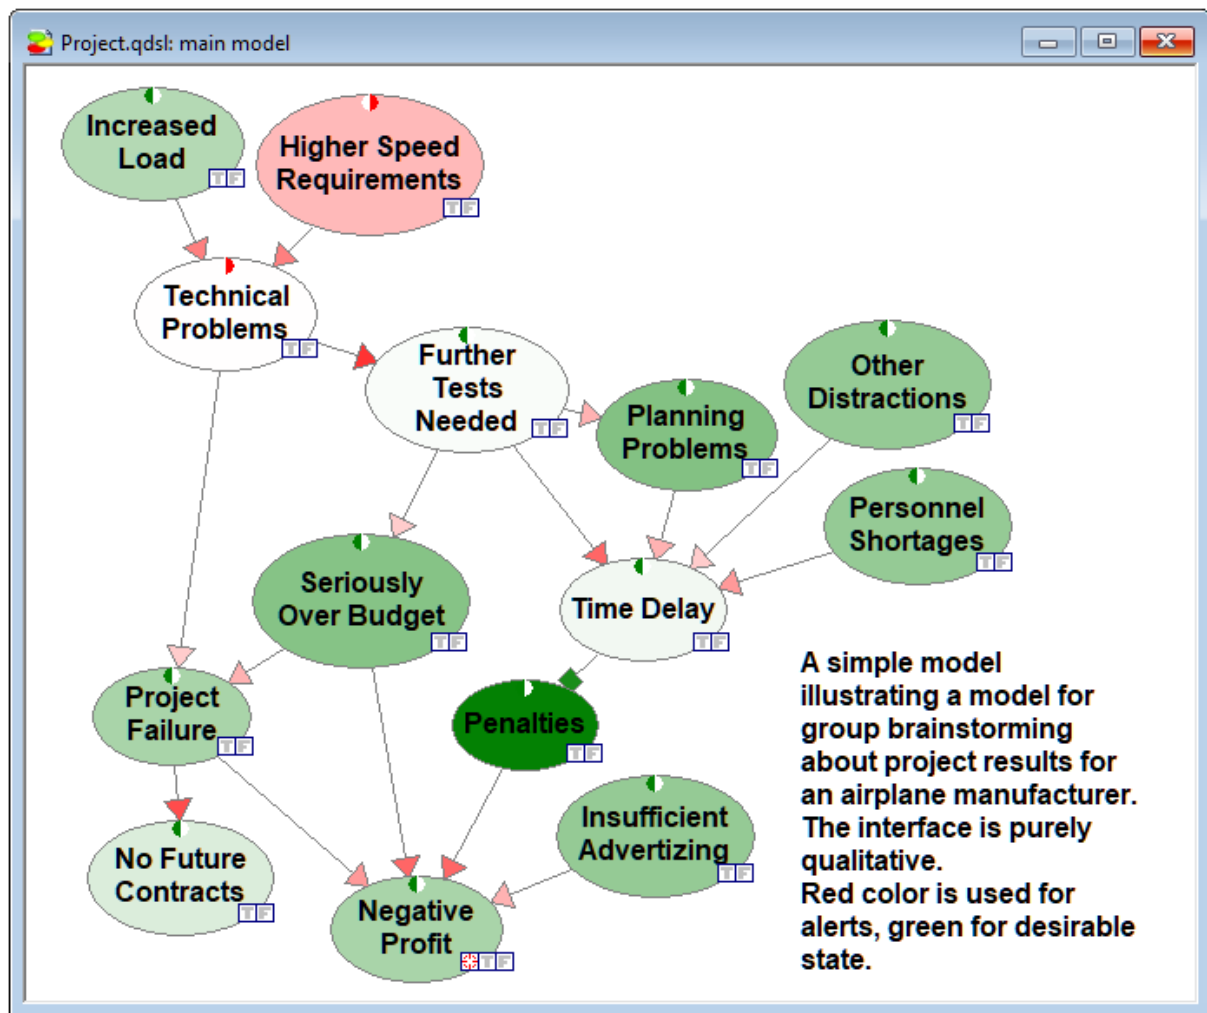 Project.qdsl: main model
Increased
Load
T F
Higher Speed
Requirements
T F
Technical
Problems
T F
Further
Tests
Needed
T F
Planning
Problems
T F
Other
Distractions
T F
Personnel
Shortages
T F
Seriously
Over Budget
T F
Time Delay
T F
Project
Failure
T F
Penalties
T F
Insufficient
Advertizing
T F
No Future
Contracts
T F
Negative
Profit
T F
A simple model
illustrating a model for
group brainstorming
about project results for
an airplane manufacturer.
The interface is purely
qualitative.
Red color is used for
alerts, green for desirable
state.